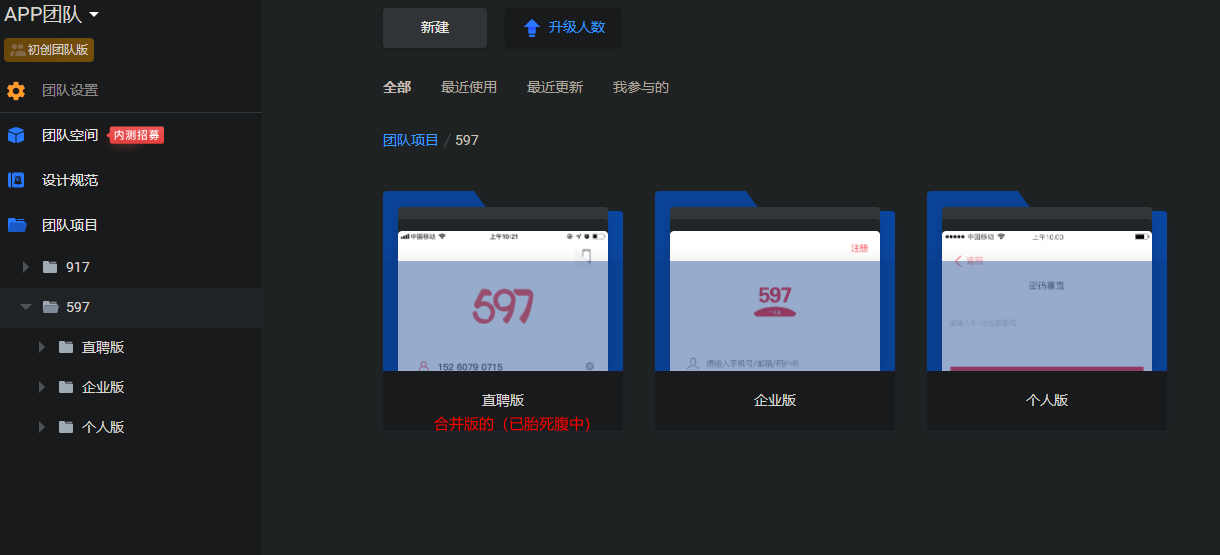 APP团队
初创团队版
团队设置
团队空间 内测招募
设计规范
团队项目
917
597
直聘版
企业版
个人版
新建 升级人数
全部 最近使用 最近更新 我参与的
团队项目 / 597
中国移动 上午10:21
597
152 6079 0715
直聘版
合并版的（已胎死腹中）
注册
597
请输入手机号/邮箱/用户名
企业版
中国移动 上午10:00
返回
密码重置
个人版